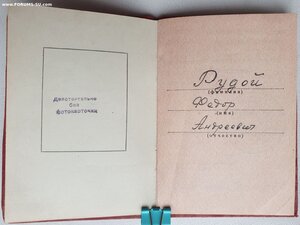 www.FORUMS-SU.com
Действительно
без
фотокарточки
Рудой
(фамилия)
Федор
(имя)
Андреевич
(отчество)